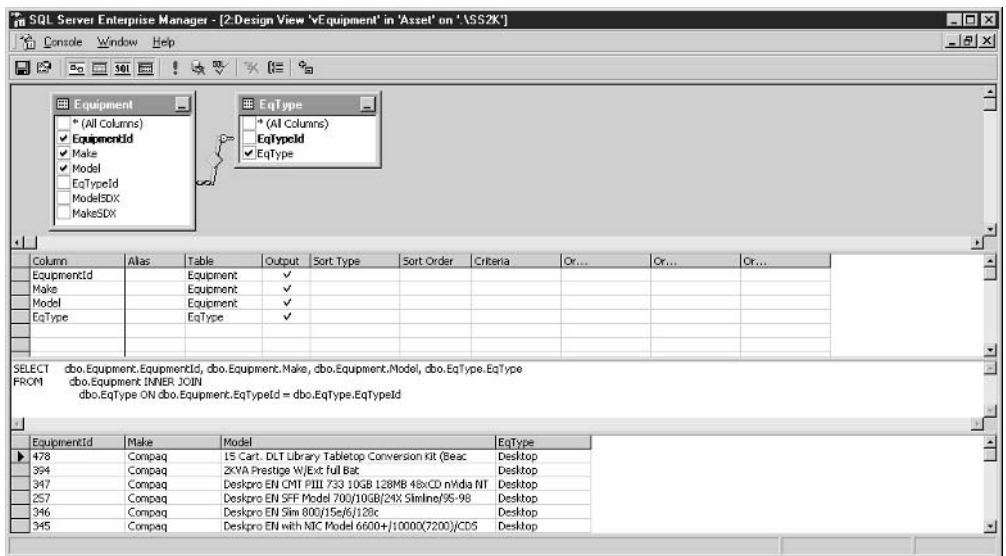 SQL Server Enterprise Manager - [2:Design View 'vEquipment' in 'Asset' on '.\SS2K']
Console Window Help
SQL
Equipment
* (All Columns)
EquipmentId
Make
Model
EqTypeId
ModelSDX
MakeSDX
EqType
* (All Columns)
EqTypeId
EqType
Column Alias Table Output Sort Type Sort Order Criteria Or... Or... Or...
EquipmentId Equipment
Make Equipment
Model Equipment
EqType EqType
SELECT dbo.Equipment.EquipmentId, dbo.Equipment.Make, dbo.Equipment.Model, dbo.EqType.EqType
FROM dbo.Equipment INNER JOIN
dbo.EqType ON dbo.Equipment.EqTypeId = dbo.EqType.EqTypeId
EquipmentId Make Model EqType
478 Compaq 15 Cart. DLT Library Tabletop Conversion Kit (Beac Desktop
394 Compaq 2KVA Prestige W/Ext full Bat Desktop
347 Compaq Deskpro EN CMT PIII 733 10GB 128MB 48xCD nVidia NT Desktop
257 Compaq Deskpro EN SFF Model 700/10GB/24X Slimline/95-98 Desktop
346 Compaq Deskpro EN Slim 800/15e/6/128c Desktop
345 Compaq Deskpro EN with NIC Model 6600+/10000(7200)/CDS Desktop